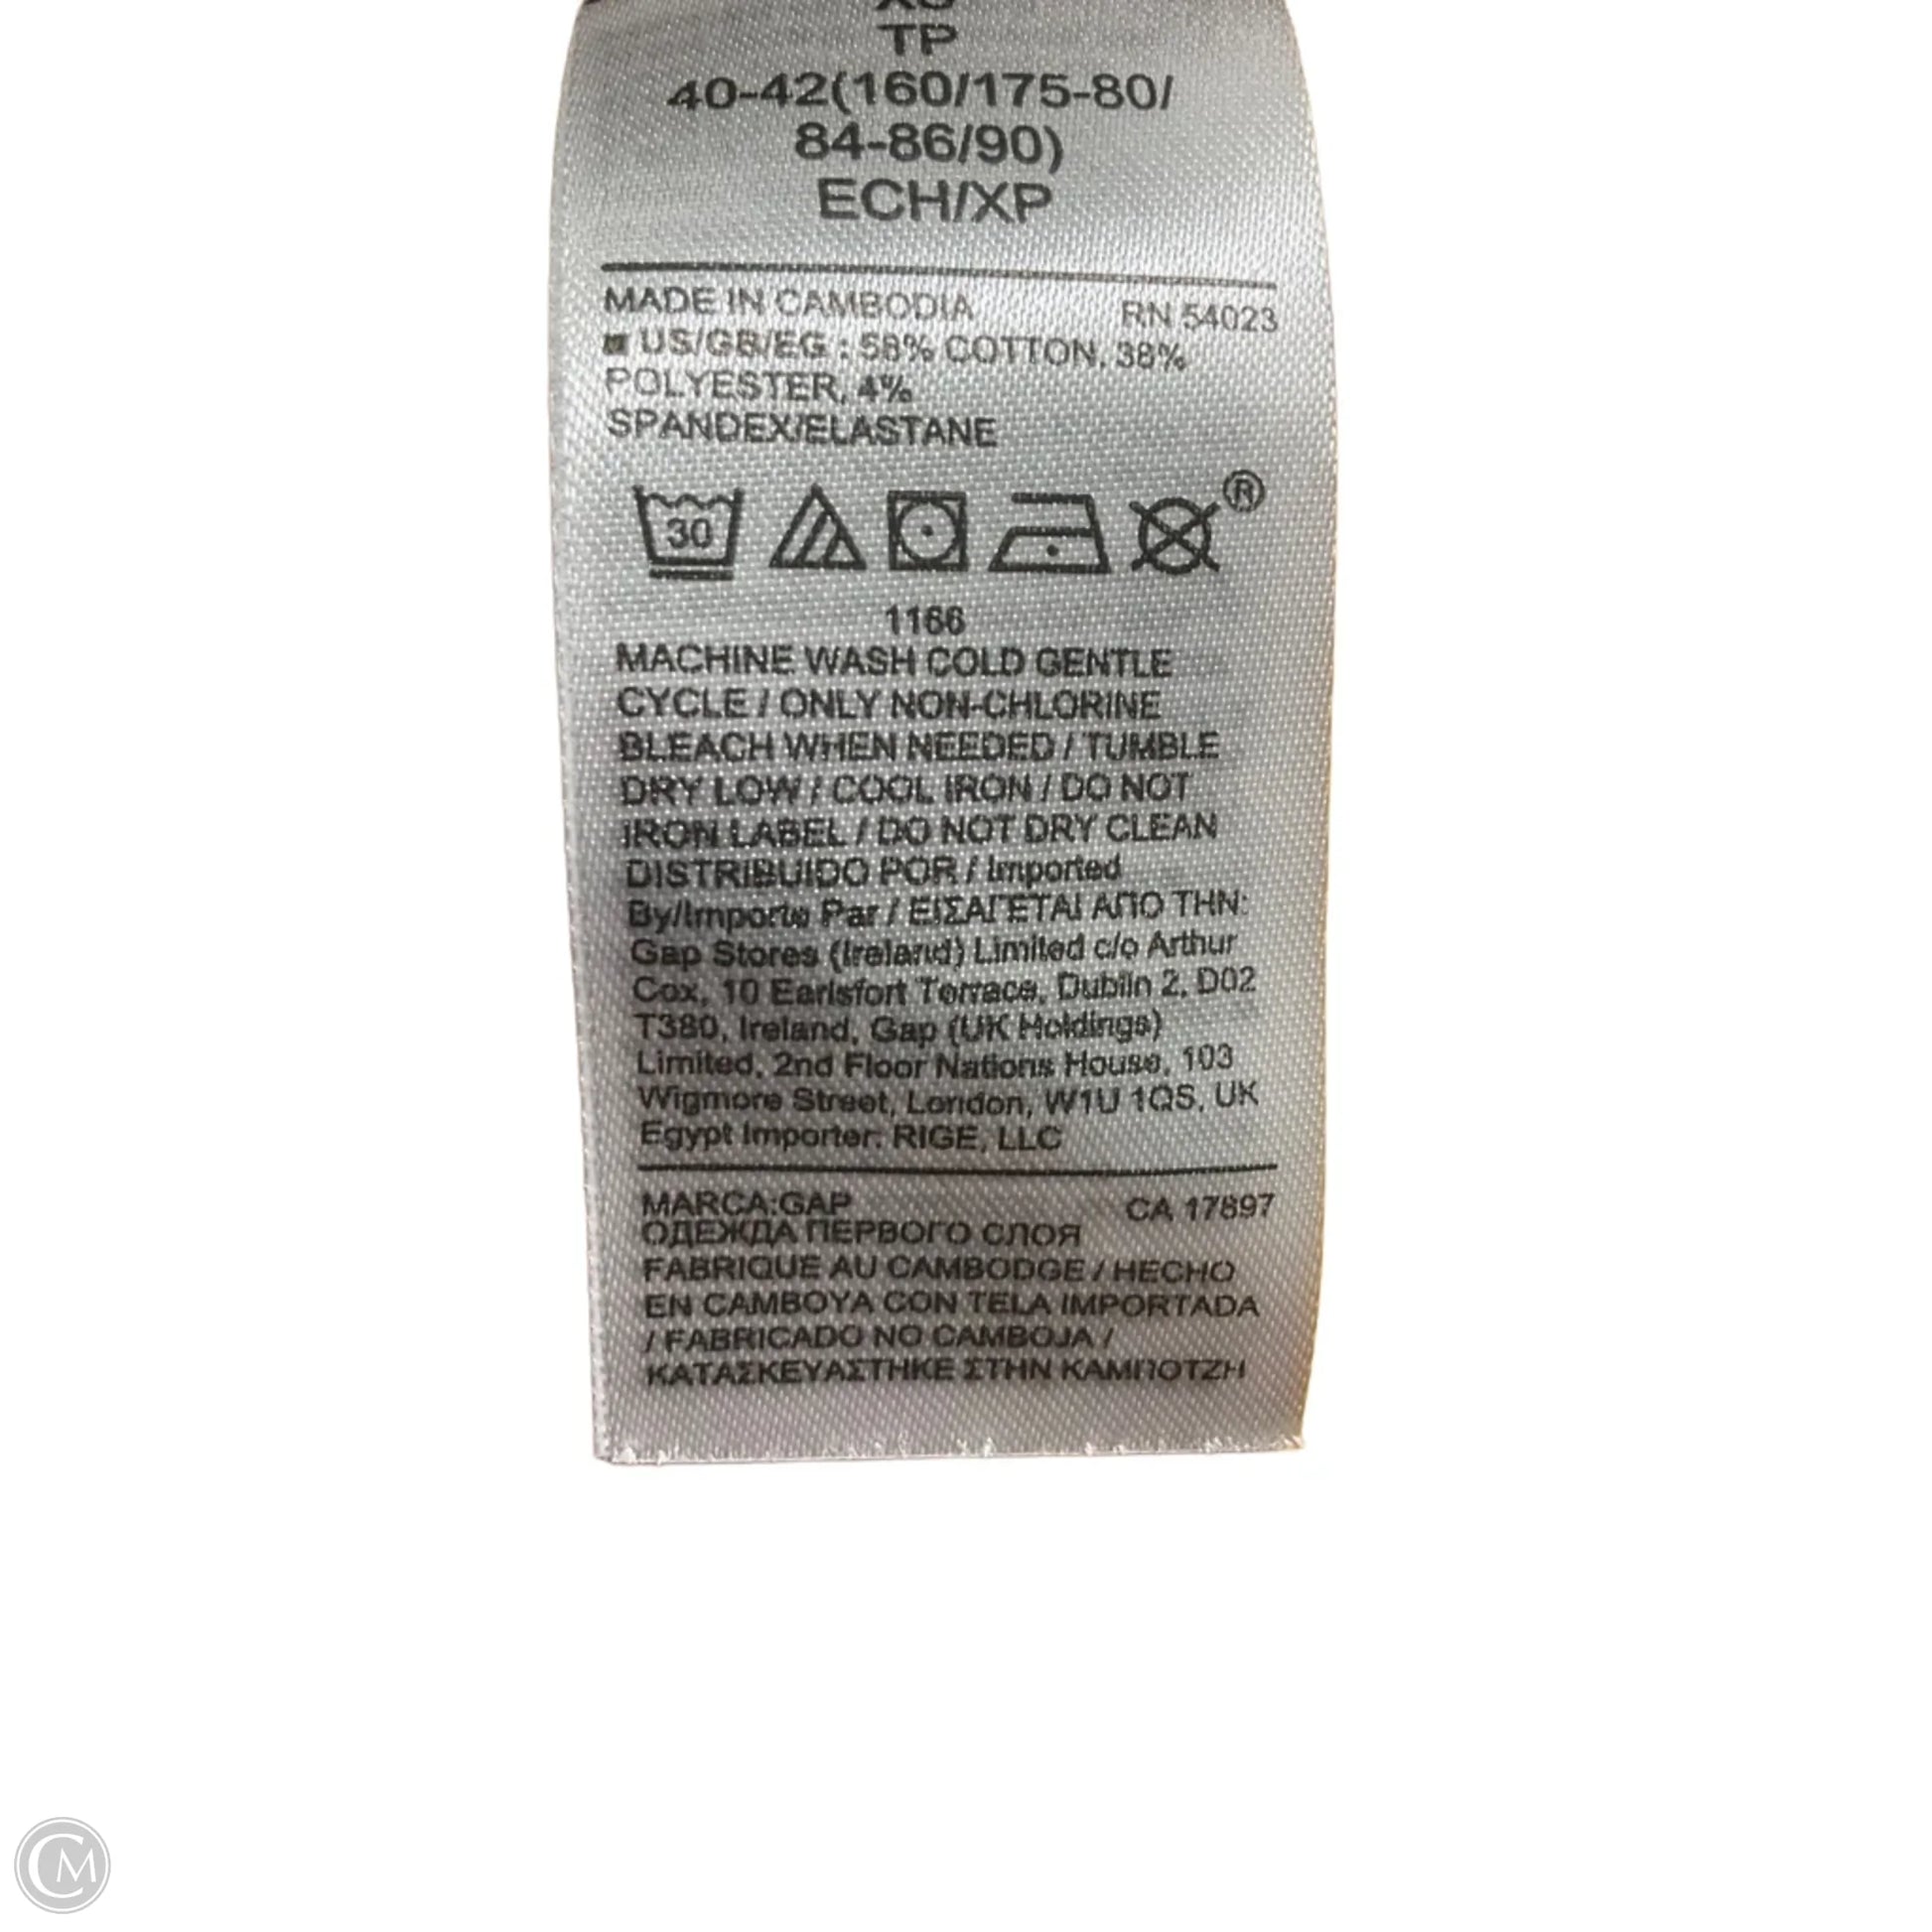 XS
TP
40-42(160/175-80/
84-86/90)
ECH/XP
MADE IN CAMBODIA RN 54023
■ US/GB/EG : 58% COTTON, 38%
POLYESTER, 4%
SPANDEX/ELASTANE
30 ®
1166
MACHINE WASH COLD GENTLE
CYCLE / ONLY NON-CHLORINE
BLEACH WHEN NEEDED / TUMBLE
DRY LOW / COOL IRON / DO NOT
IRON LABEL / DO NOT DRY CLEAN
DISTRIBUIDO POR / Imported
By/Importe Par / ΕΙΣΑΓΕΤΑΙ ΑΠΟ ΤΗΝ:
Gap Stores (Ireland) Limited c/o Arthur
Cox, 10 Earlsfort Terrace, Dublin 2, D02
T380, Ireland, Gap (UK Holdings)
Limited, 2nd Floor Nations House, 103
Wigmore Street, London, W1U 1QS, UK
Egypt Importer: RIGE, LLC
MARCA:GAP CA 17897
ОДЕЖДА ПЕРВОГО СЛОЯ
FABRIQUE AU CAMBODGE / HECHO
EN CAMBOYA CON TELA IMPORTADA
/ FABRICADO NO CAMBOJA /
ΚΑΤΑΣΚΕΥΑΣΤΗΚΕ ΣΤΗΝ ΚΑΜΠΟΤΖΗ
CM